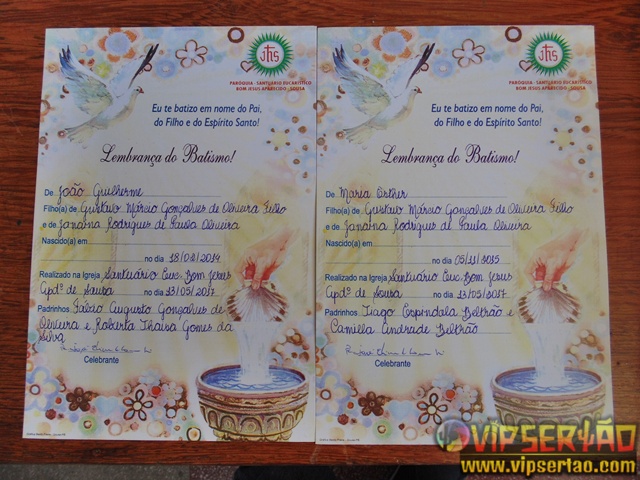 JHS
PARÓQUIA - SANTUÁRIO EUCARÍSTICO
BOM JESUS APARECIDO - SOUSA
Eu te batizo em nome do Pai,
do Filho e do Espírito Santo!
Lembrança do Batismo!
De João Guilherme
Filho(a) de Gustavo Márcio Gonçalves de Oliveira Filho
e de Janaína Rodrigues de Paula Oliveira
Nascido(a) em
no dia 18/02/2014
Realizado na Igreja Santuário Euc. Bom Jesus
Apdº de Sousa no dia 13/05/2017
Padrinhos Fábio Augusto Gonçalves de
Oliveira e Roberta Thaisa Gomes da
Silva
Celebrante
JHS
PARÓQUIA - SANTUÁRIO EUCARÍSTICO
BOM JESUS APARECIDO - SOUSA
Eu te batizo em nome do Pai,
do Filho e do Espírito Santo!
Lembrança do Batismo!
De Maria Esther
Filho(a) de Gustavo Márcio Gonçalves de Oliveira Filho
e de Janaína Rodrigues de Paula Oliveira
Nascido(a) em
no dia 05/11/2015
Realizado na Igreja Santuário Euc. Bom Jesus
Apdº de Sousa no dia 13/05/2017
Padrinhos Tiago Espendola Beltrão e
Camilla Andrade Beltrão
Celebrante
VIPSER4ÃO
www.vipsertao.com